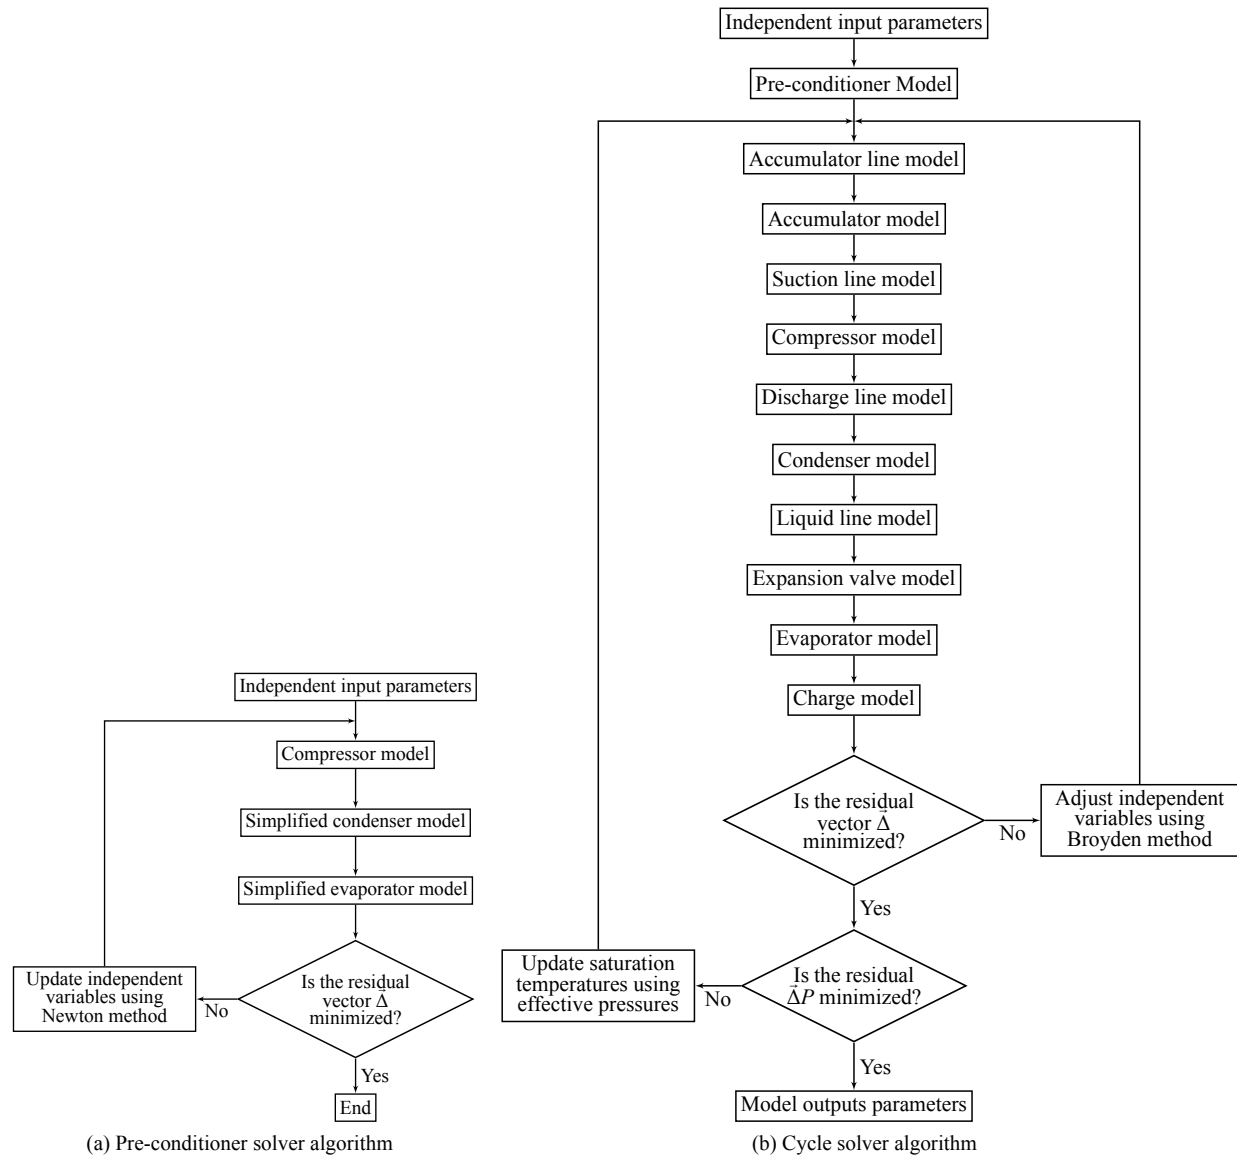 Independent input parameters
Pre-conditioner Model
Accumulator line model
Accumulator model
Suction line model
Compressor model
Discharge line model
Condenser model
Liquid line model
Expansion valve model
Evaporator model
Charge model
Is the residual
vector Δ⃗
minimized?
No
Adjust independent
variables using
Broyden method
Yes
Is the residual
Δ⃗P minimized?
No
Update saturation
temperatures using
effective pressures
Yes
Model outputs parameters
(b) Cycle solver algorithm
Independent input parameters
Compressor model
Simplified condenser model
Simplified evaporator model
Is the residual
vector Δ⃗
minimized?
No
Update independent
variables using
Newton method
Yes
End
(a) Pre-conditioner solver algorithm